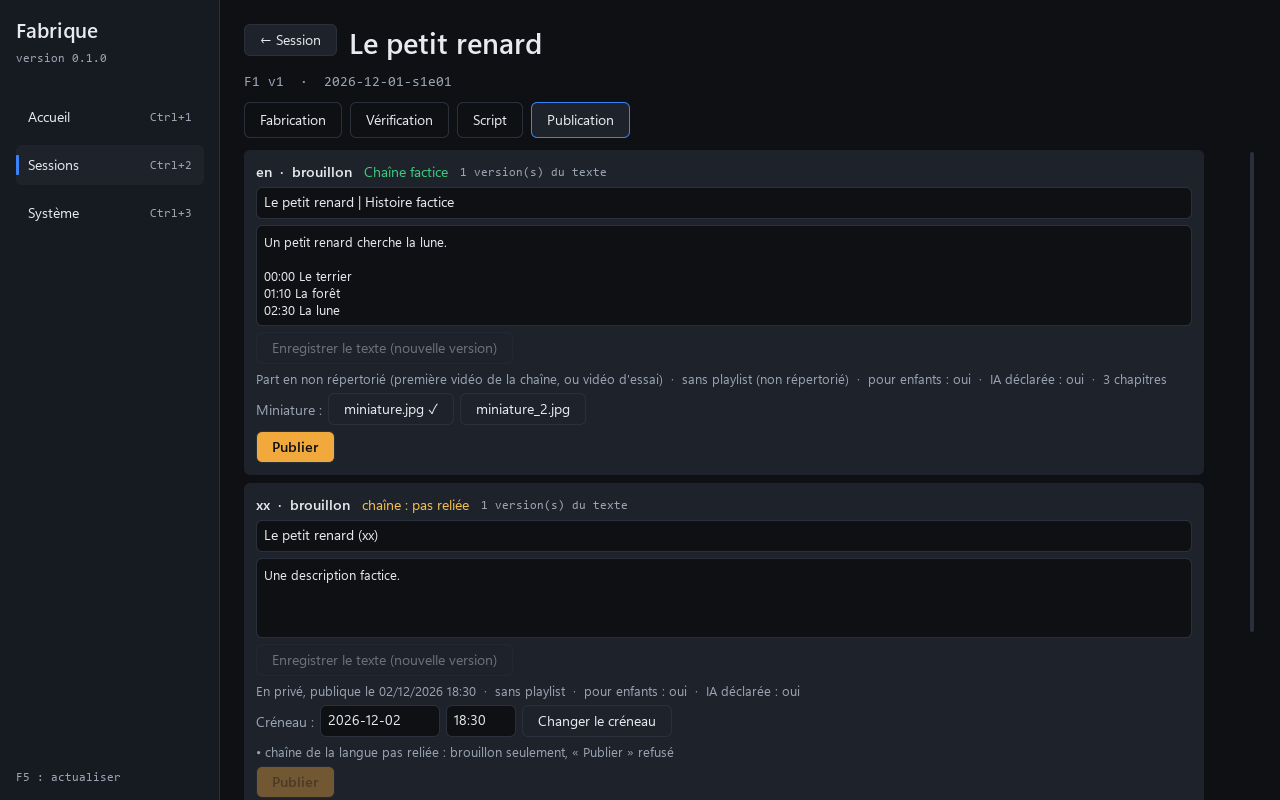 Fabrique
version 0.1.0
Accueil Ctrl+1
Sessions Ctrl+2
Système Ctrl+3
F5 : actualiser
← Session
Le petit renard
F1 v1 · 2026-12-01-s1e01
Fabrication
Vérification
Script
Publication
en · brouillon Chaîne factice 1 version(s) du texte
Le petit renard | Histoire factice
Un petit renard cherche la lune.
00:00 Le terrier
01:10 La forêt
02:30 La lune
Enregistrer le texte (nouvelle version)
Part en non répertorié (première vidéo de la chaîne, ou vidéo d'essai) · sans playlist (non répertorié) · pour enfants : oui · IA déclarée : oui · 3 chapitres
Miniature : miniature.jpg ✓ miniature_2.jpg
Publier
xx · brouillon chaîne : pas reliée 1 version(s) du texte
Le petit renard (xx)
Une description factice.
Enregistrer le texte (nouvelle version)
En privé, publique le 02/12/2026 18:30 · sans playlist · pour enfants : oui · IA déclarée : oui
Créneau : 2026-12-02 18:30 Changer le créneau
• chaîne de la langue pas reliée : brouillon seulement, « Publier » refusé
Publier